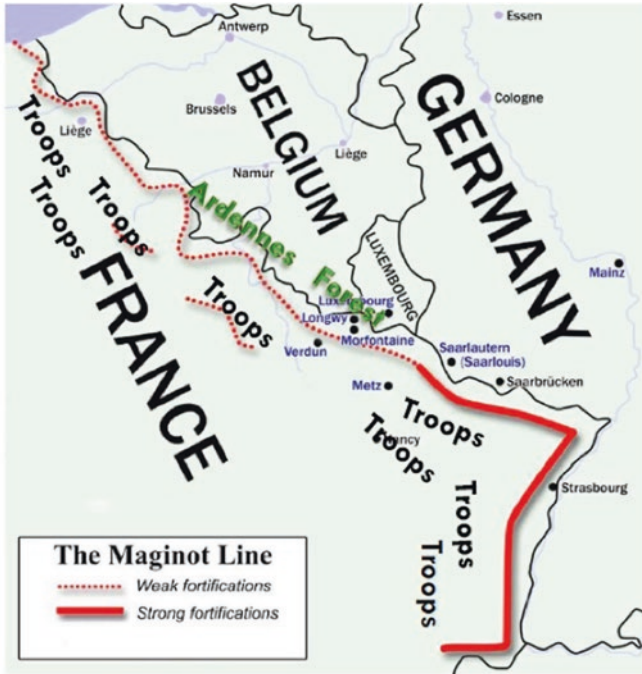 Essen
Antwerp
GERMANY
Cologne
BELGIUM
Brussels
Troops
Liège
Liège
Namur
Troops
Troops
Ardennes Forest
FRANCE
LUXEMBOURG
Mainz
Troops
Luxembourg
Longwy
Morfontaine
Verdun
Saarlautern
(Saarlouis)
Saarbrücken
Metz
Troops
Troops
Strasbourg
Troops
Troops
The Maginot Line
Weak fortifications
Strong fortifications